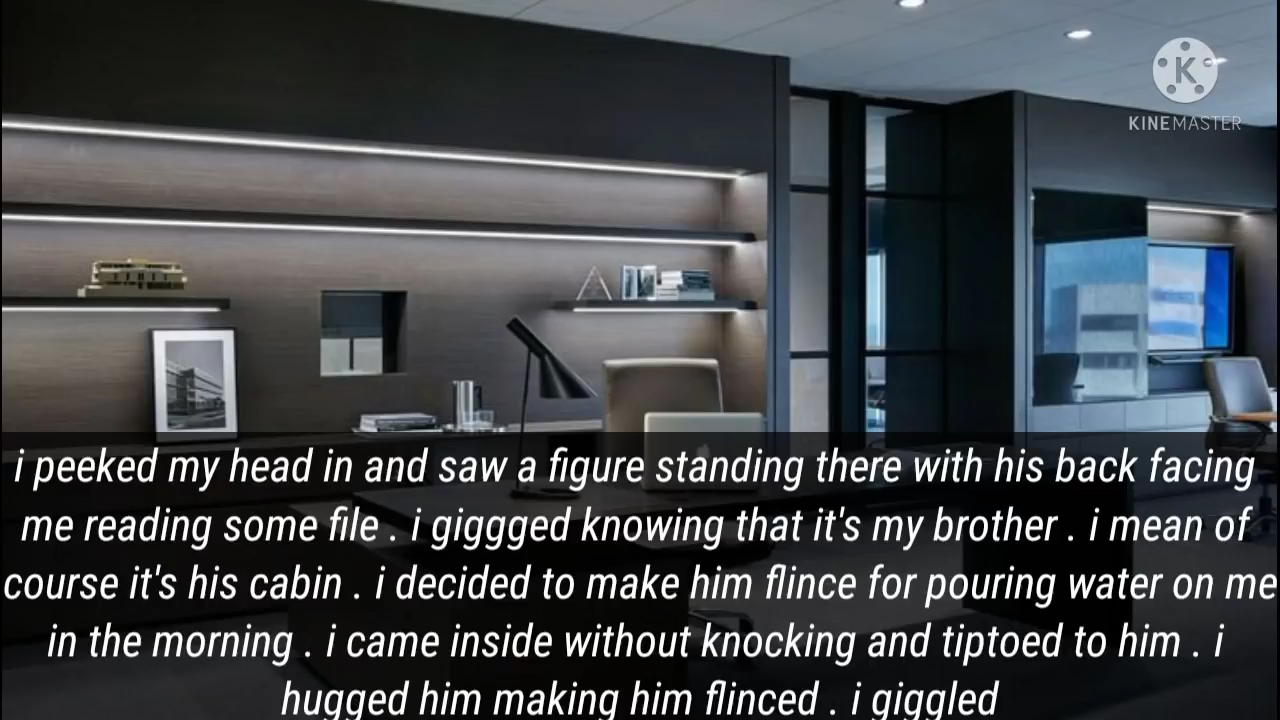 K
KINEMASTER
i peeked my head in and saw a figure standing there with his back facing
me reading some file . i giggged knowing that it's my brother . i mean of
course it's his cabin . i decided to make him flince for pouring water on me
in the morning . i came inside without knocking and tiptoed to him . i
hugged him making him flinced . i giggled